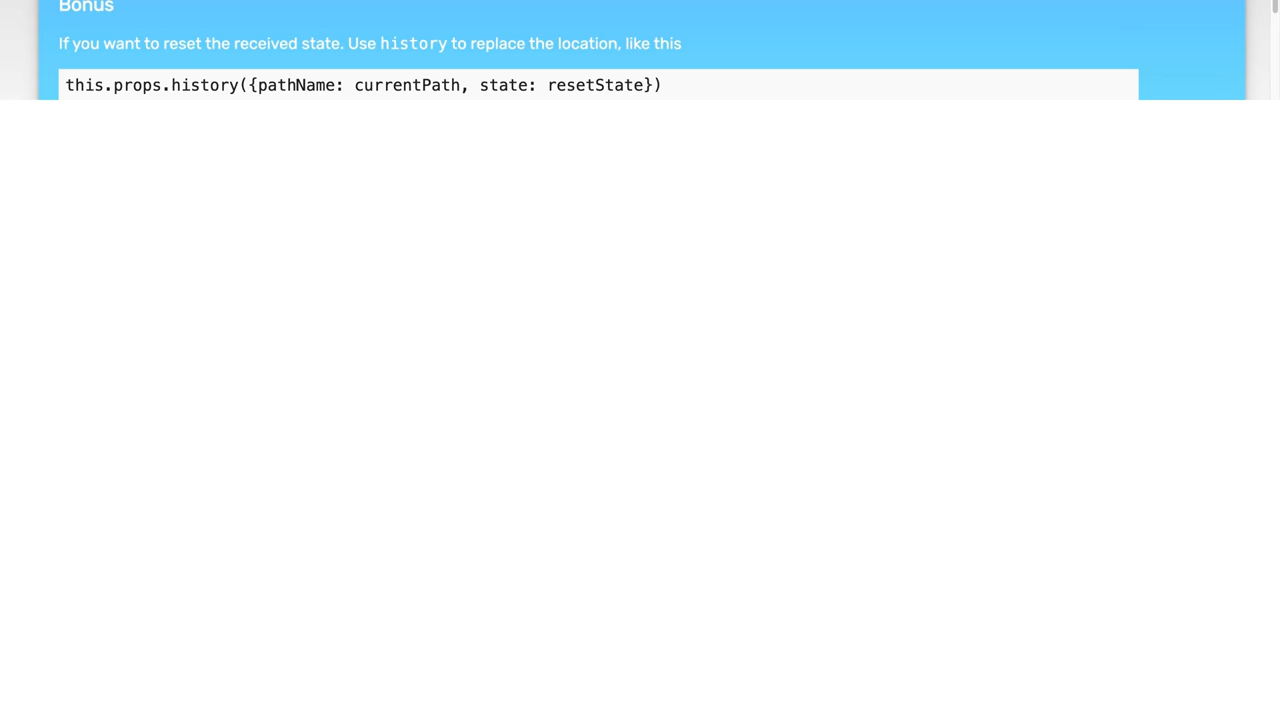 Bonus
If you want to reset the received state. Use history to replace the location, like this
this.props.history({pathName: currentPath, state: resetState})